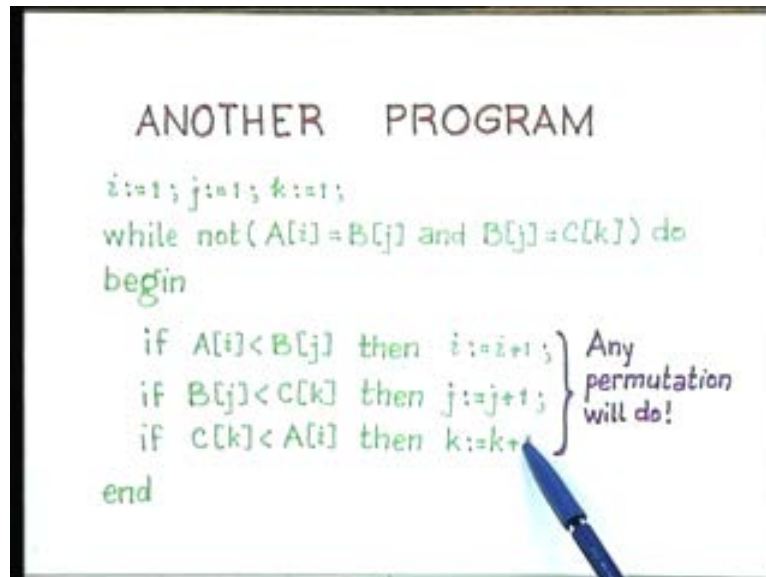 ANOTHER PROGRAM
i:=1; j:=1; k:=1;
while not (A[i]=B[j] and B[j]=C[k]) do
begin
if A[i]<B[j] then i:=i+1;
if B[j]<C[k] then j:=j+1;
if C[k]<A[i] then k:=k+
end
Any
permutation
will do!